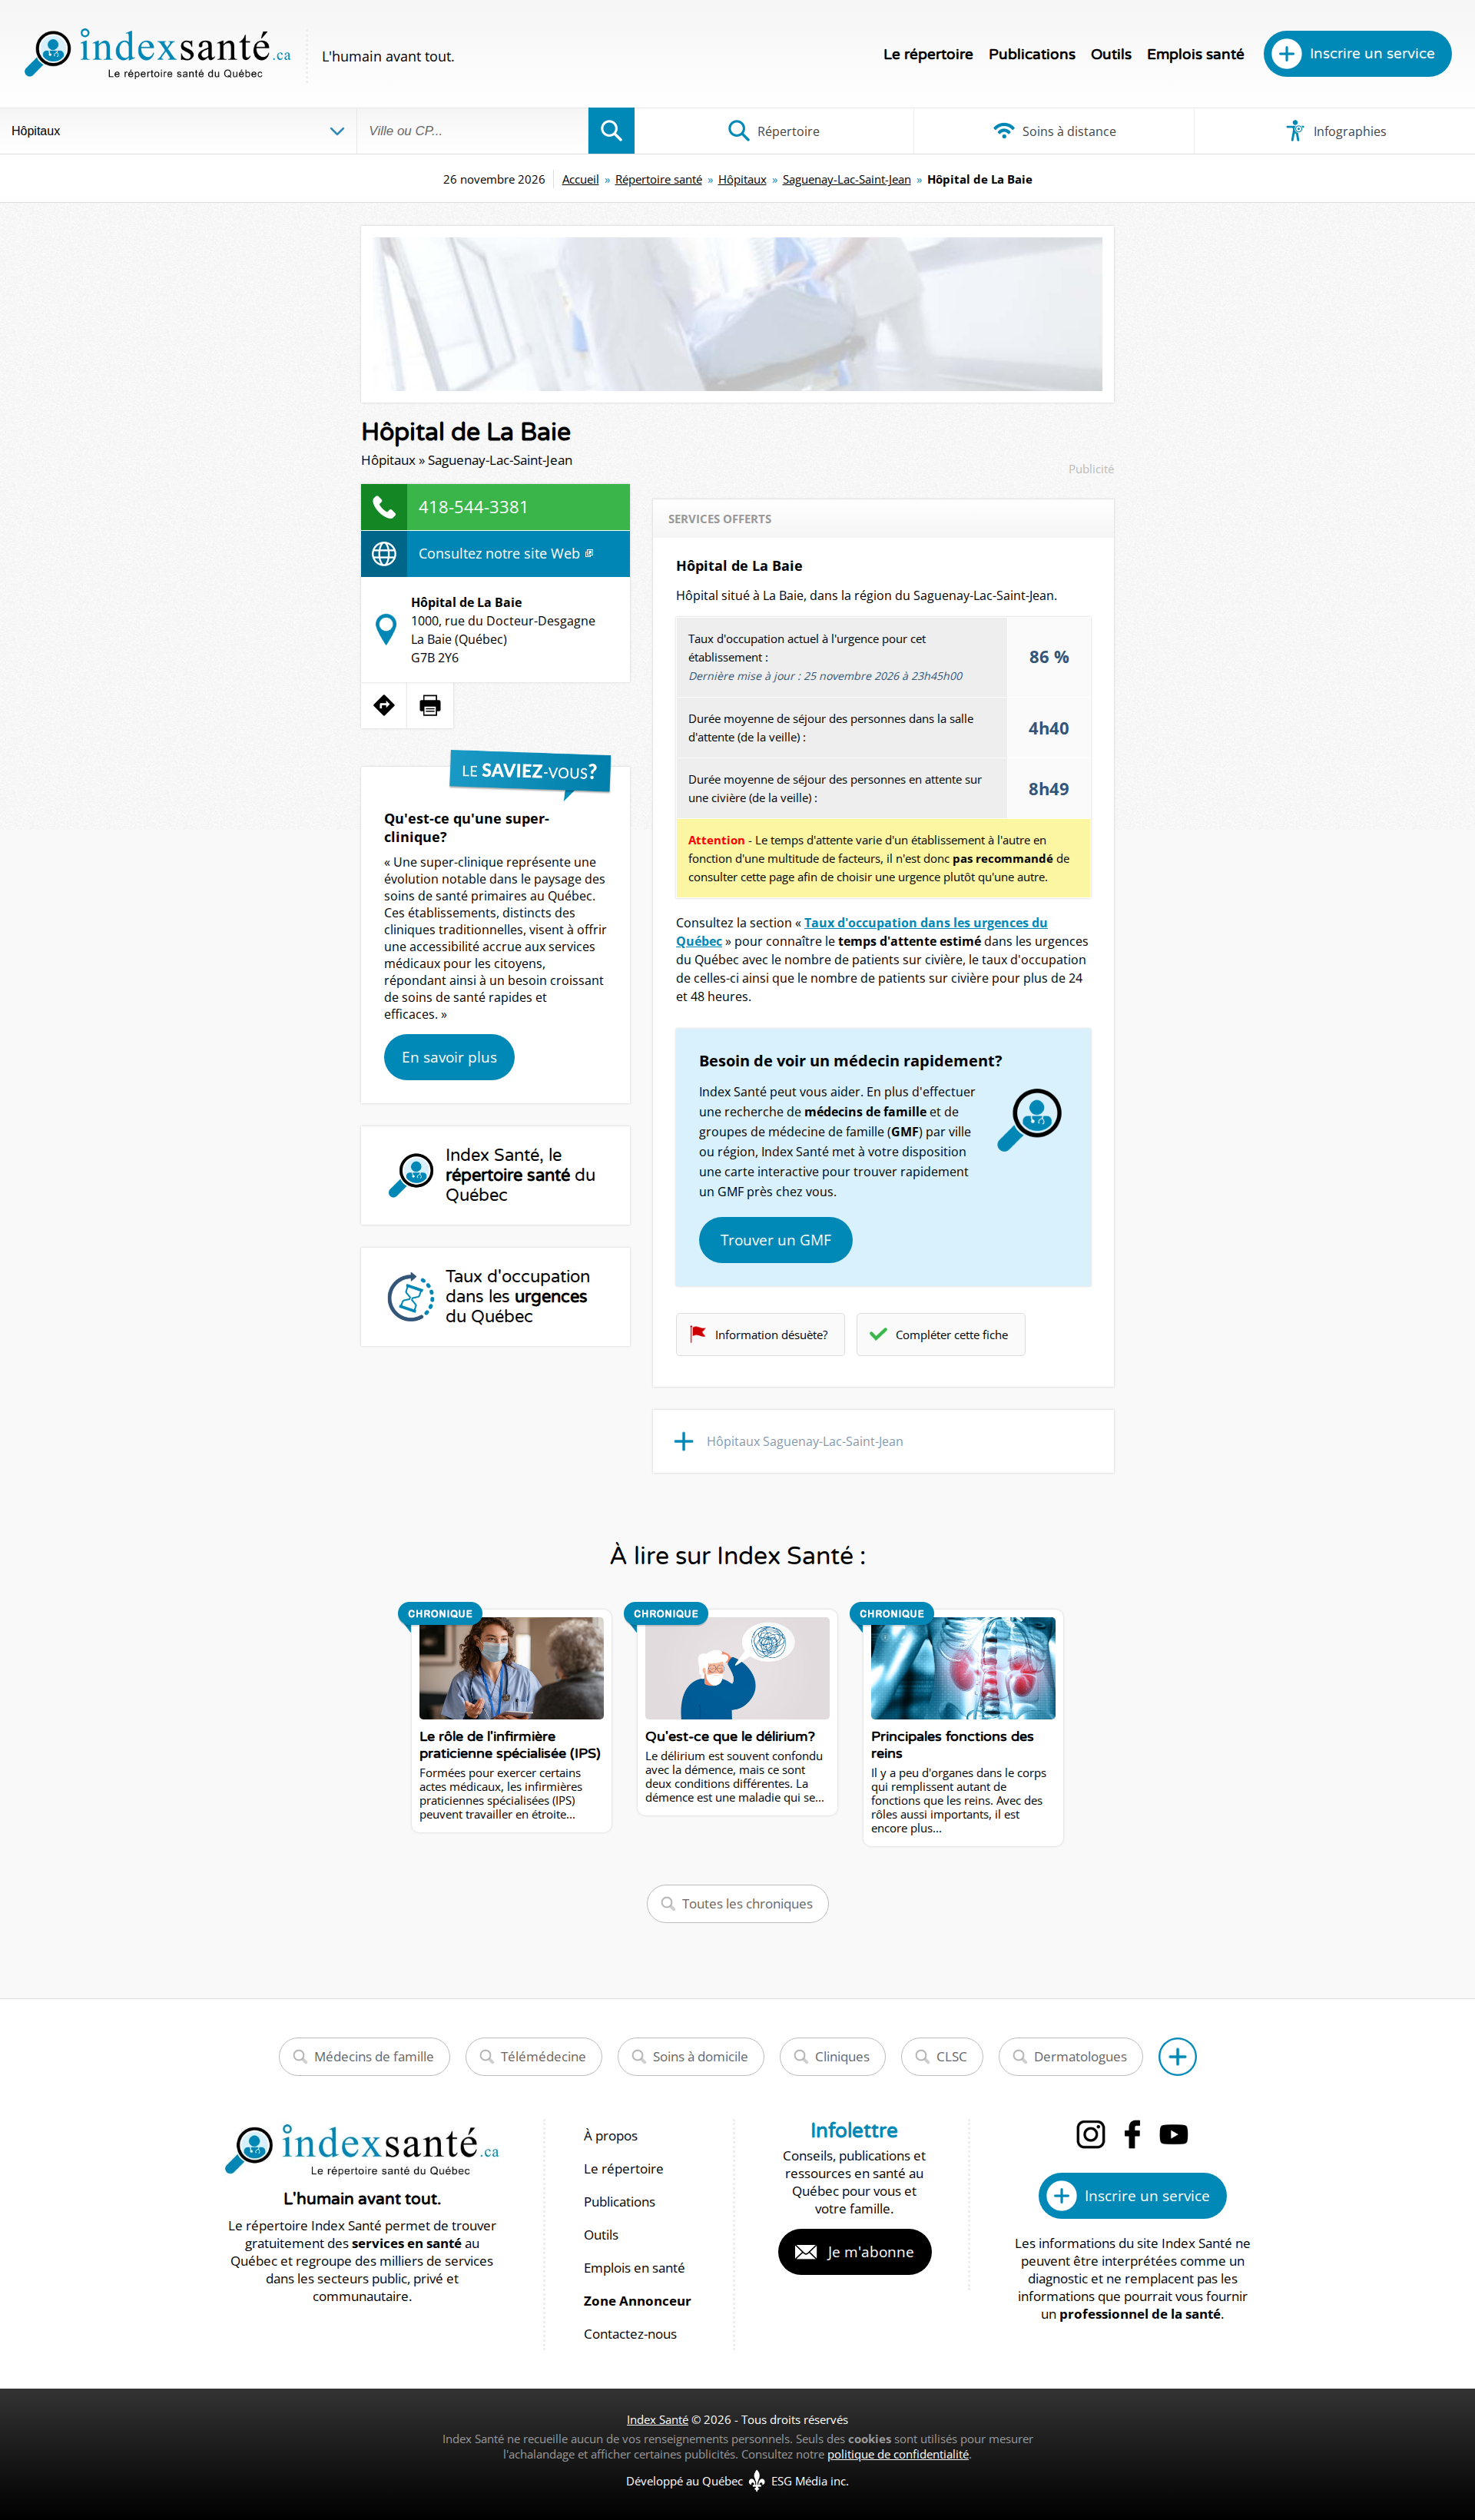 indexsanté.ca
Le répertoire santé du Québec
L'humain avant tout.
Le répertoire Publications Outils Emplois santé Inscrire un service
Hôpitaux Ville ou CP... Répertoire Soins à distance Infographies
26 novembre 2026 Accueil » Répertoire santé » Hôpitaux » Saguenay-Lac-Saint-Jean » Hôpital de La Baie
Hôpital de La Baie
Hôpitaux » Saguenay-Lac-Saint-Jean
Publicité
418-544-3381
Consultez notre site Web
Hôpital de La Baie
1000, rue du Docteur-Desgagne
La Baie (Québec)
G7B 2Y6
LE SAVIEZ-VOUS?
Qu'est-ce qu'une super-
clinique?
« Une super-clinique représente une
évolution notable dans le paysage des
soins de santé primaires au Québec.
Ces établissements, distincts des
cliniques traditionnelles, visent à offrir
une accessibilité accrue aux services
médicaux pour les citoyens,
répondant ainsi à un besoin croissant
de soins de santé rapides et
efficaces. »
En savoir plus
Index Santé, le
répertoire santé du
Québec
Taux d'occupation
dans les urgences
du Québec
SERVICES OFFERTS
Hôpital de La Baie
Hôpital situé à La Baie, dans la région du Saguenay-Lac-Saint-Jean.
Taux d'occupation actuel à l'urgence pour cet
établissement :
Dernière mise à jour : 25 novembre 2026 à 23h45h00
86 %
Durée moyenne de séjour des personnes dans la salle
d'attente (de la veille) :
4h40
Durée moyenne de séjour des personnes en attente sur
une civière (de la veille) :
8h49
Attention - Le temps d'attente varie d'un établissement à l'autre en
fonction d'une multitude de facteurs, il n'est donc pas recommandé de
consulter cette page afin de choisir une urgence plutôt qu'une autre.
Consultez la section « Taux d'occupation dans les urgences du
Québec » pour connaître le temps d'attente estimé dans les urgences
du Québec avec le nombre de patients sur civière, le taux d'occupation
de celles-ci ainsi que le nombre de patients sur civière pour plus de 24
et 48 heures.
Besoin de voir un médecin rapidement?
Index Santé peut vous aider. En plus d'effectuer
une recherche de médecins de famille et de
groupes de médecine de famille (GMF) par ville
ou région, Index Santé met à votre disposition
une carte interactive pour trouver rapidement
un GMF près chez vous.
Trouver un GMF
Information désuète? Compléter cette fiche
Hôpitaux Saguenay-Lac-Saint-Jean
À lire sur Index Santé :
CHRONIQUE
Le rôle de l'infirmière
praticienne spécialisée (IPS)
Formées pour exercer certains
actes médicaux, les infirmières
praticiennes spécialisées (IPS)
peuvent travailler en étroite...
CHRONIQUE
Qu'est-ce que le délirium?
Le délirium est souvent confondu
avec la démence, mais ce sont
deux conditions différentes. La
démence est une maladie qui se...
CHRONIQUE
Principales fonctions des
reins
Il y a peu d'organes dans le corps
qui remplissent autant de
fonctions que les reins. Avec des
rôles aussi importants, il est
encore plus...
Toutes les chroniques
Médecins de famille Télémédecine Soins à domicile Cliniques CLSC Dermatologues
indexsanté.ca
Le répertoire santé du Québec
L'humain avant tout.
Le répertoire Index Santé permet de trouver
gratuitement des services en santé au
Québec et regroupe des milliers de services
dans les secteurs public, privé et
communautaire.
À propos
Le répertoire
Publications
Outils
Emplois en santé
Zone Annonceur
Contactez-nous
Infolettre
Conseils, publications et
ressources en santé au
Québec pour vous et
votre famille.
Je m'abonne
Inscrire un service
Les informations du site Index Santé ne
peuvent être interprétées comme un
diagnostic et ne remplacent pas les
informations que pourrait vous fournir
un professionnel de la santé.
Index Santé © 2026 - Tous droits réservés
Index Santé ne recueille aucun de vos renseignements personnels. Seuls des cookies sont utilisés pour mesurer
l'achalandage et afficher certaines publicités. Consultez notre politique de confidentialité.
Développé au Québec ESG Média inc.